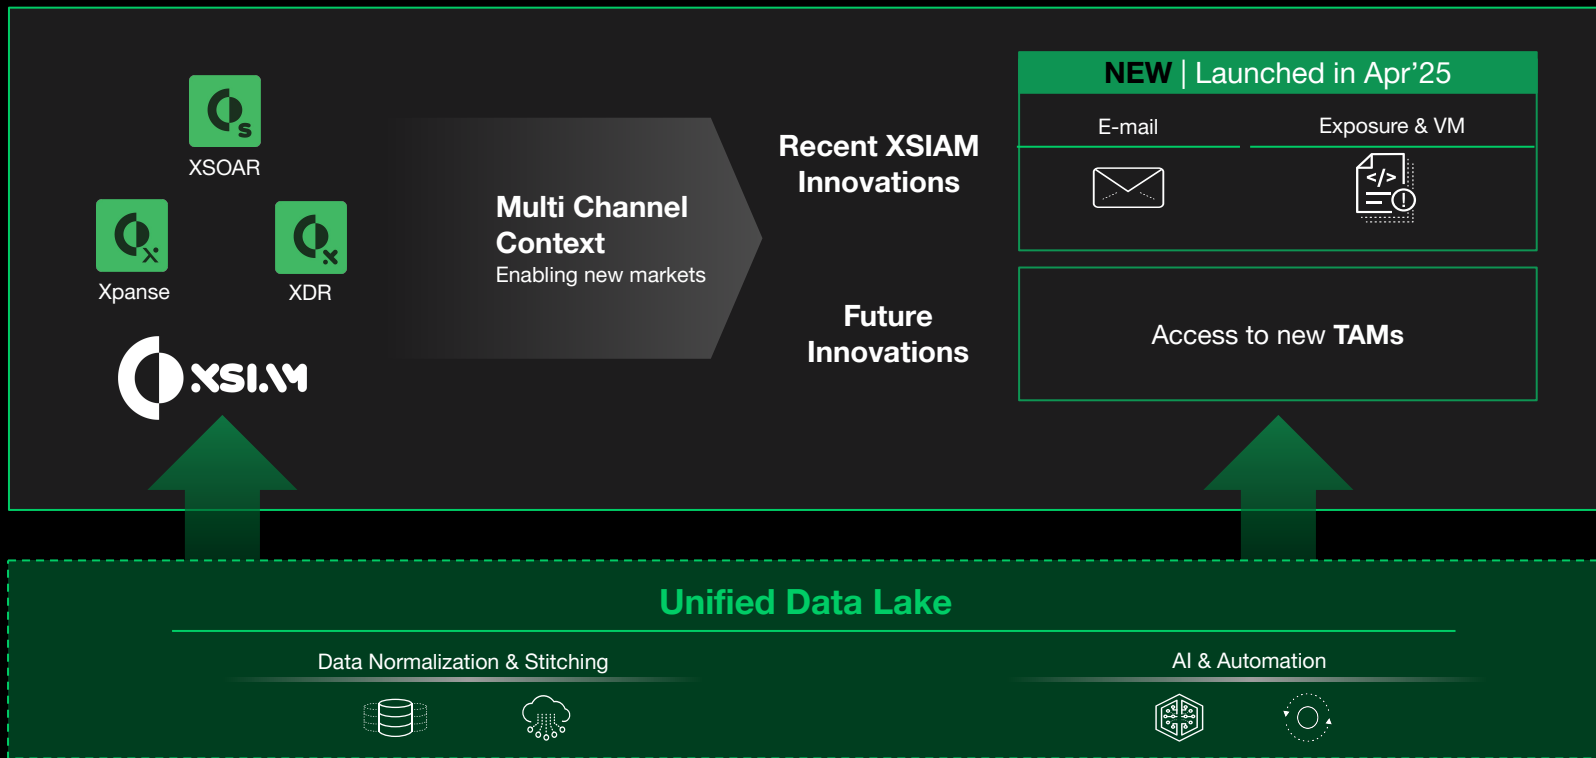 XSOAR
Xpanse
XDR
XSIAM
Multi Channel
Context
Enabling new markets
Recent XSIAM
Innovations
NEW | Launched in Apr’25
E-mail
Exposure & VM
</>
!
Future
Innovations
Access to new TAMs
Unified Data Lake
Data Normalization & Stitching
AI & Automation